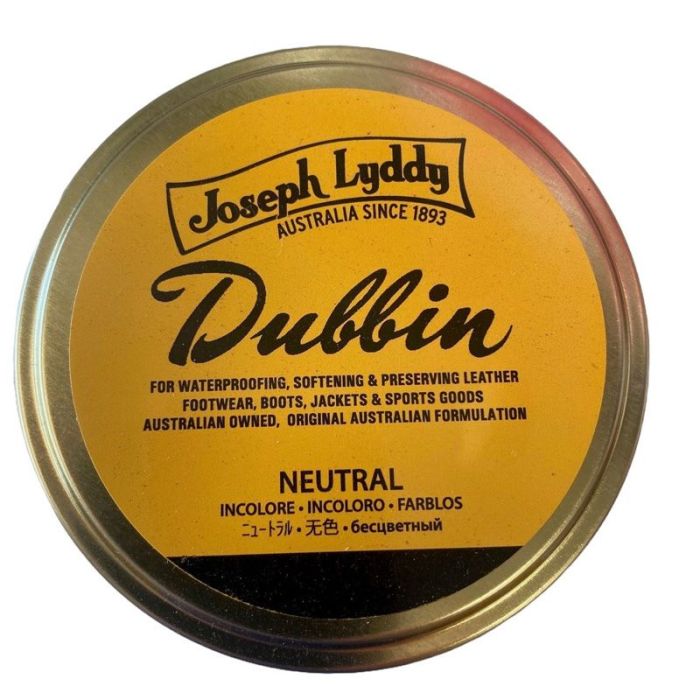 Joseph Lyddy
AUSTRALIA SINCE 1893
Dubbin
FOR WATERPROOFING, SOFTENING & PRESERVING LEATHER
FOOTWEAR, BOOTS, JACKETS & SPORTS GOODS
AUSTRALIAN OWNED, ORIGINAL AUSTRALIAN FORMULATION
NEUTRAL
INCOLORE • INCOLORO • FARBLOS
ニュートラル • 无色 • бесцветный